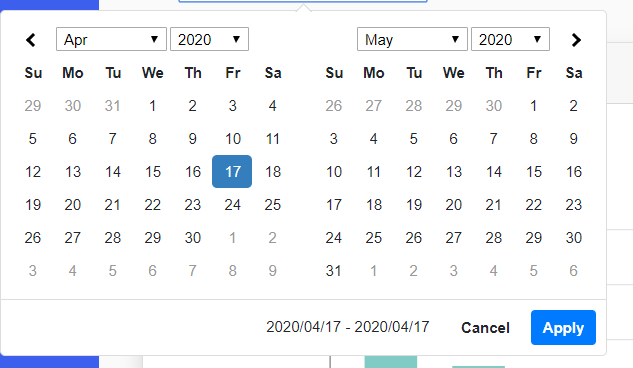 Apr 2020 May 2020
Su Mo Tu We Th Fr Sa Su Mo Tu We Th Fr Sa
29 30 31 1 2 3 4 26 27 28 29 30 1 2
5 6 7 8 9 10 11 3 4 5 6 7 8 9
12 13 14 15 16 17 18 10 11 12 13 14 15 16
19 20 21 22 23 24 25 17 18 19 20 21 22 23
26 27 28 29 30 1 2 24 25 26 27 28 29 30
3 4 5 6 7 8 9 31 1 2 3 4 5 6
2020/04/17 - 2020/04/17 Cancel Apply